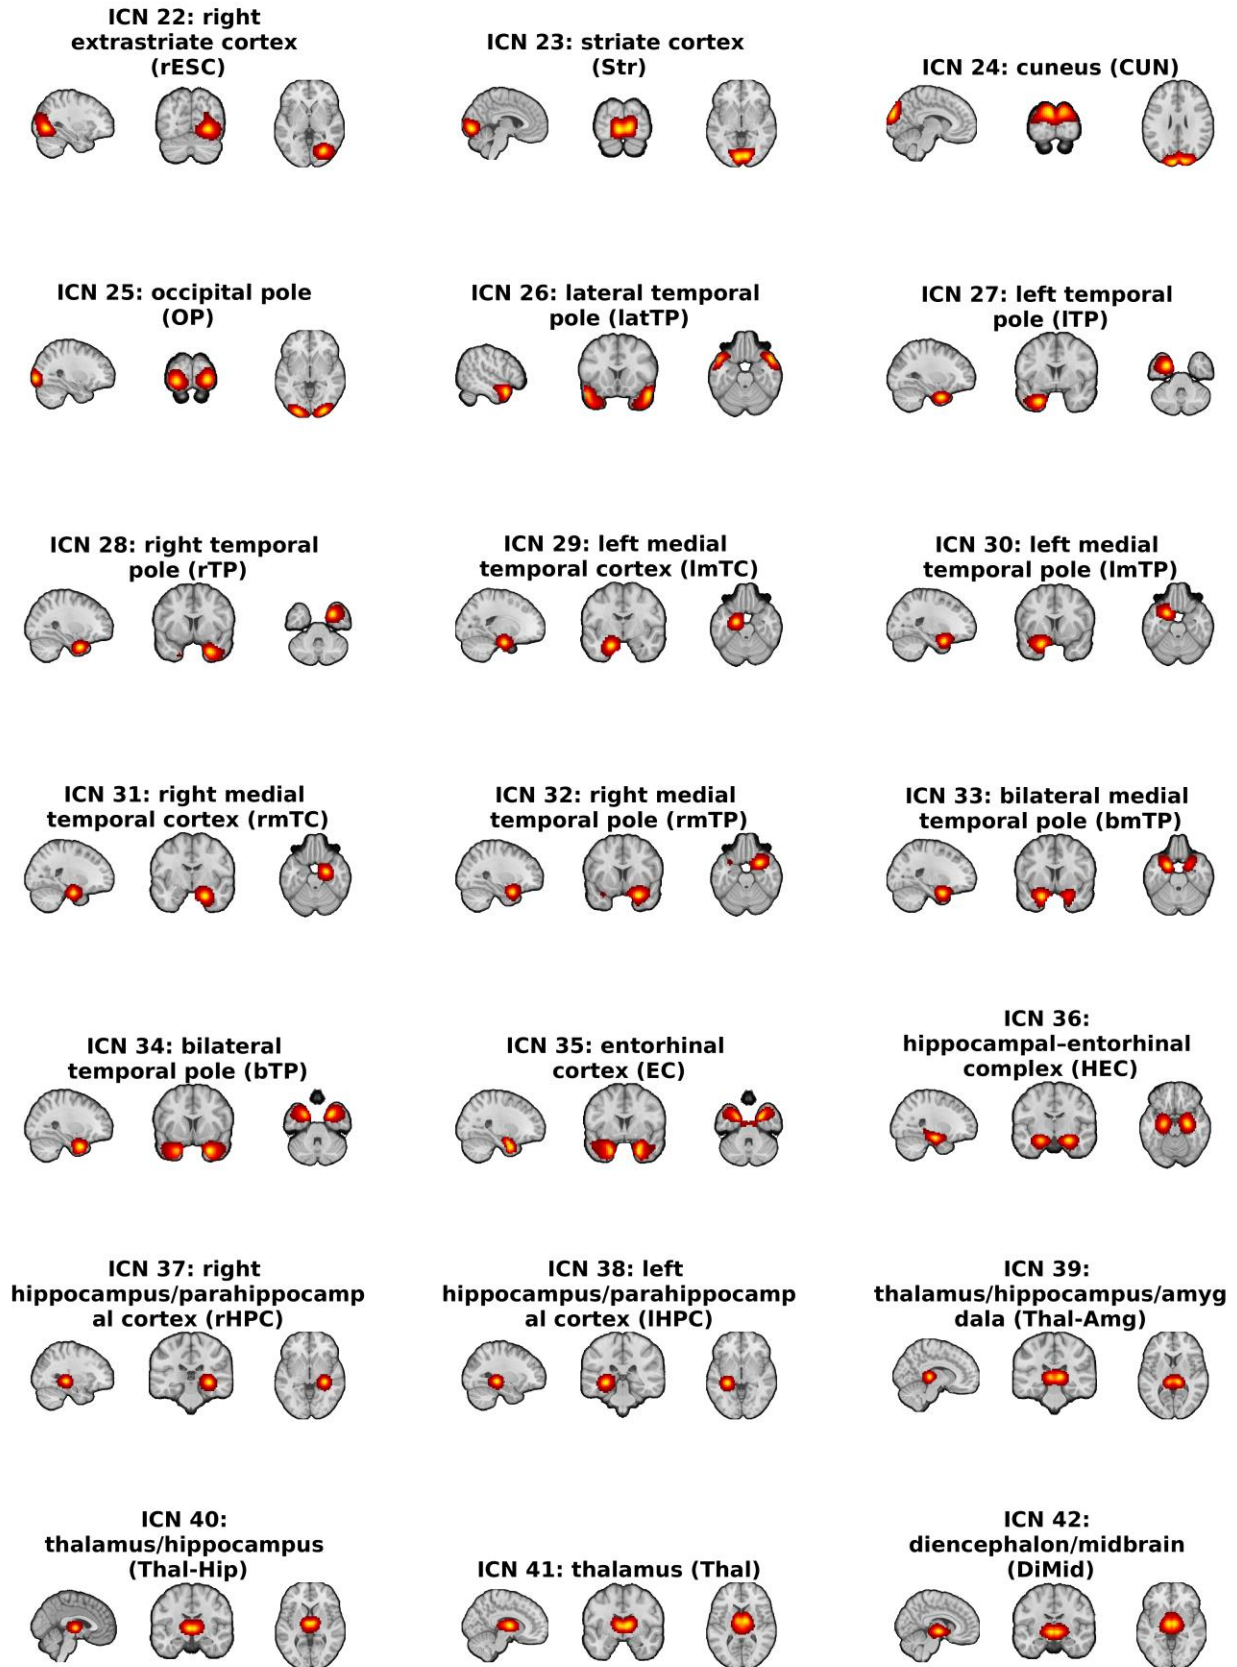 ICN 22: right
extrastriate cortex
(rESC)
ICN 23: striate cortex
(Str)
ICN 24: cuneus (CUN)
ICN 25: occipital pole
(OP)
ICN 26: lateral temporal
pole (latTP)
ICN 27: left temporal
pole (lTP)
ICN 28: right temporal
pole (rTP)
ICN 29: left medial
temporal cortex (lmTC)
ICN 30: left medial
temporal pole (lmTP)
ICN 31: right medial
temporal cortex (rmTC)
ICN 32: right medial
temporal pole (rmTP)
ICN 33: bilateral medial
temporal pole (bmTP)
ICN 34: bilateral
temporal pole (bTP)
ICN 35: entorhinal
cortex (EC)
ICN 36:
hippocampal–entorhinal
complex (HEC)
ICN 37: right
hippocampus/parahippocamp
al cortex (rHPC)
ICN 38: left
hippocampus/parahippocamp
al cortex (lHPC)
ICN 39:
thalamus/hippocampus/amyg
dala (Thal-Amg)
ICN 40:
thalamus/hippocampus
(Thal-Hip)
ICN 41: thalamus (Thal)
ICN 42:
diencephalon/midbrain
(DiMid)